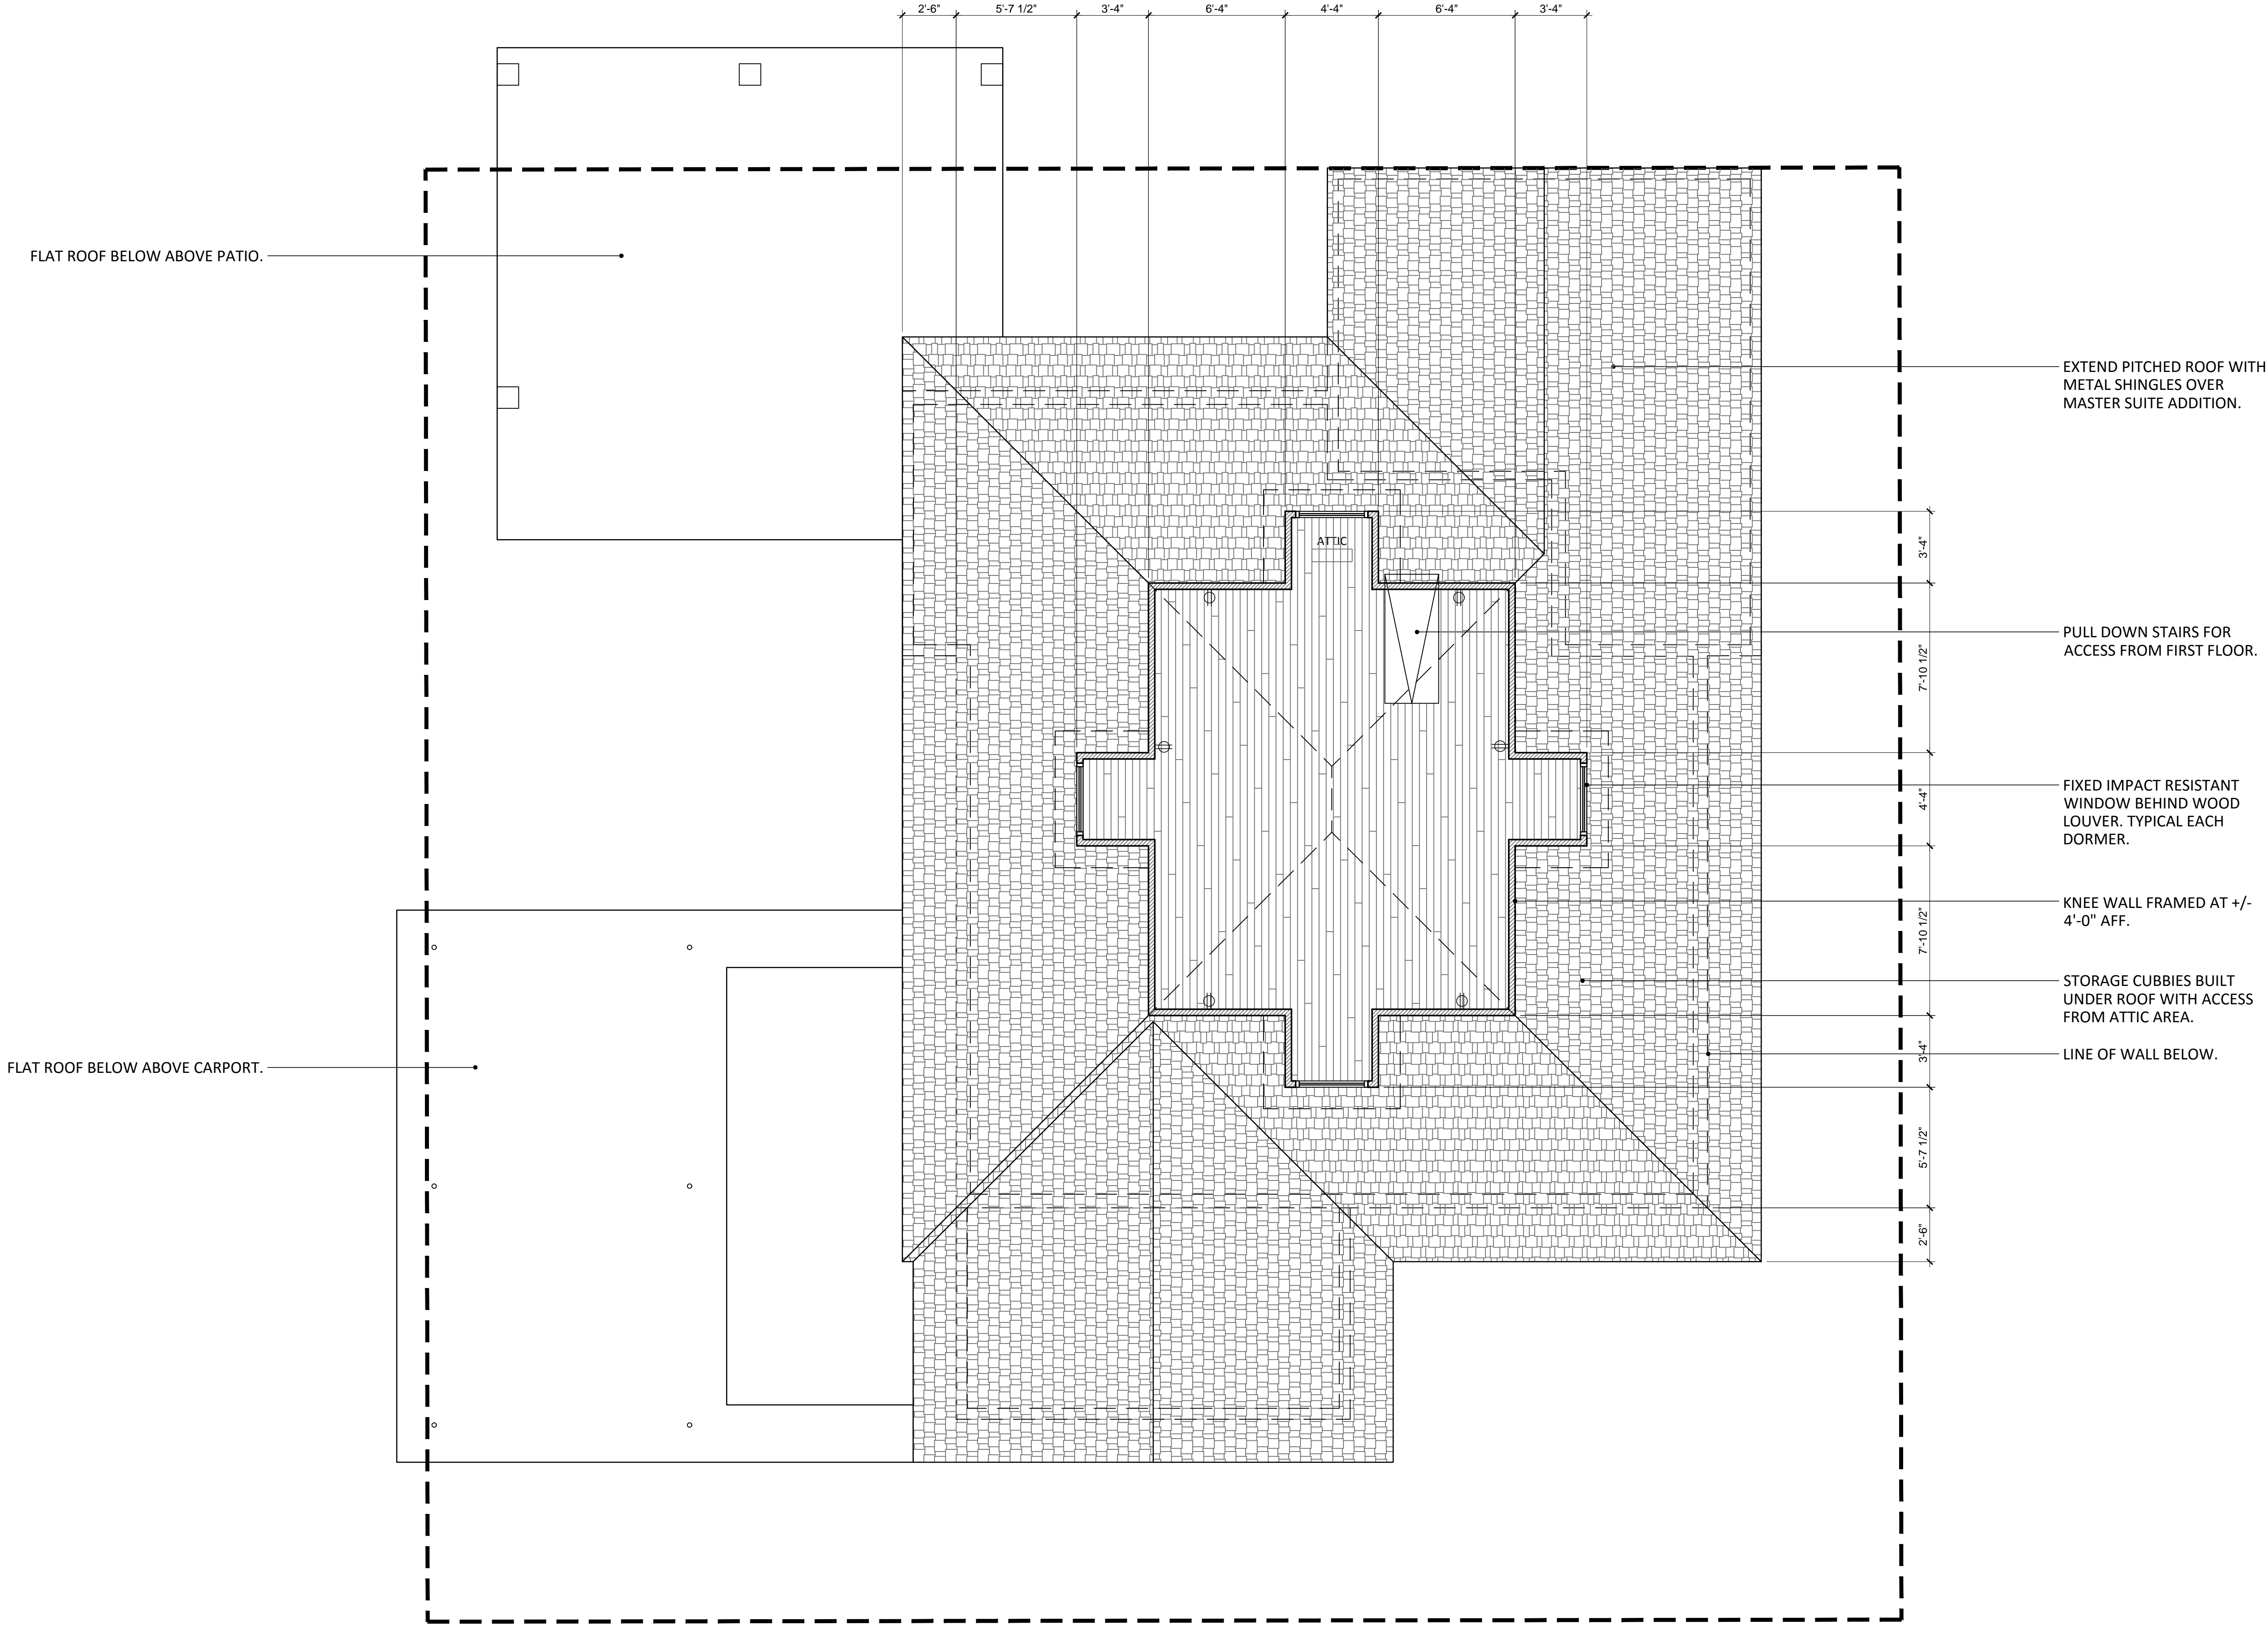 2'-6"
5'-7 1/2"
3'-4"
6'-4"
4'-4"
6'-4"
3'-4"
FLAT ROOF BELOW ABOVE PATIO.
FLAT ROOF BELOW ABOVE CARPORT.
ATTIC
3'-4"
7'-10 1/2"
4'-4"
7'-10 1/2"
3'-4"
5'-7 1/2"
2'-6"
EXTEND PITCHED ROOF WITH
METAL SHINGLES OVER
MASTER SUITE ADDITION.
PULL DOWN STAIRS FOR
ACCESS FROM FIRST FLOOR.
FIXED IMPACT RESISTANT
WINDOW BEHIND WOOD
LOUVER. TYPICAL EACH
DORMER.
KNEE WALL FRAMED AT +/-
4'-0" AFF.
STORAGE CUBBIES BUILT
UNDER ROOF WITH ACCESS
FROM ATTIC AREA.
LINE OF WALL BELOW.